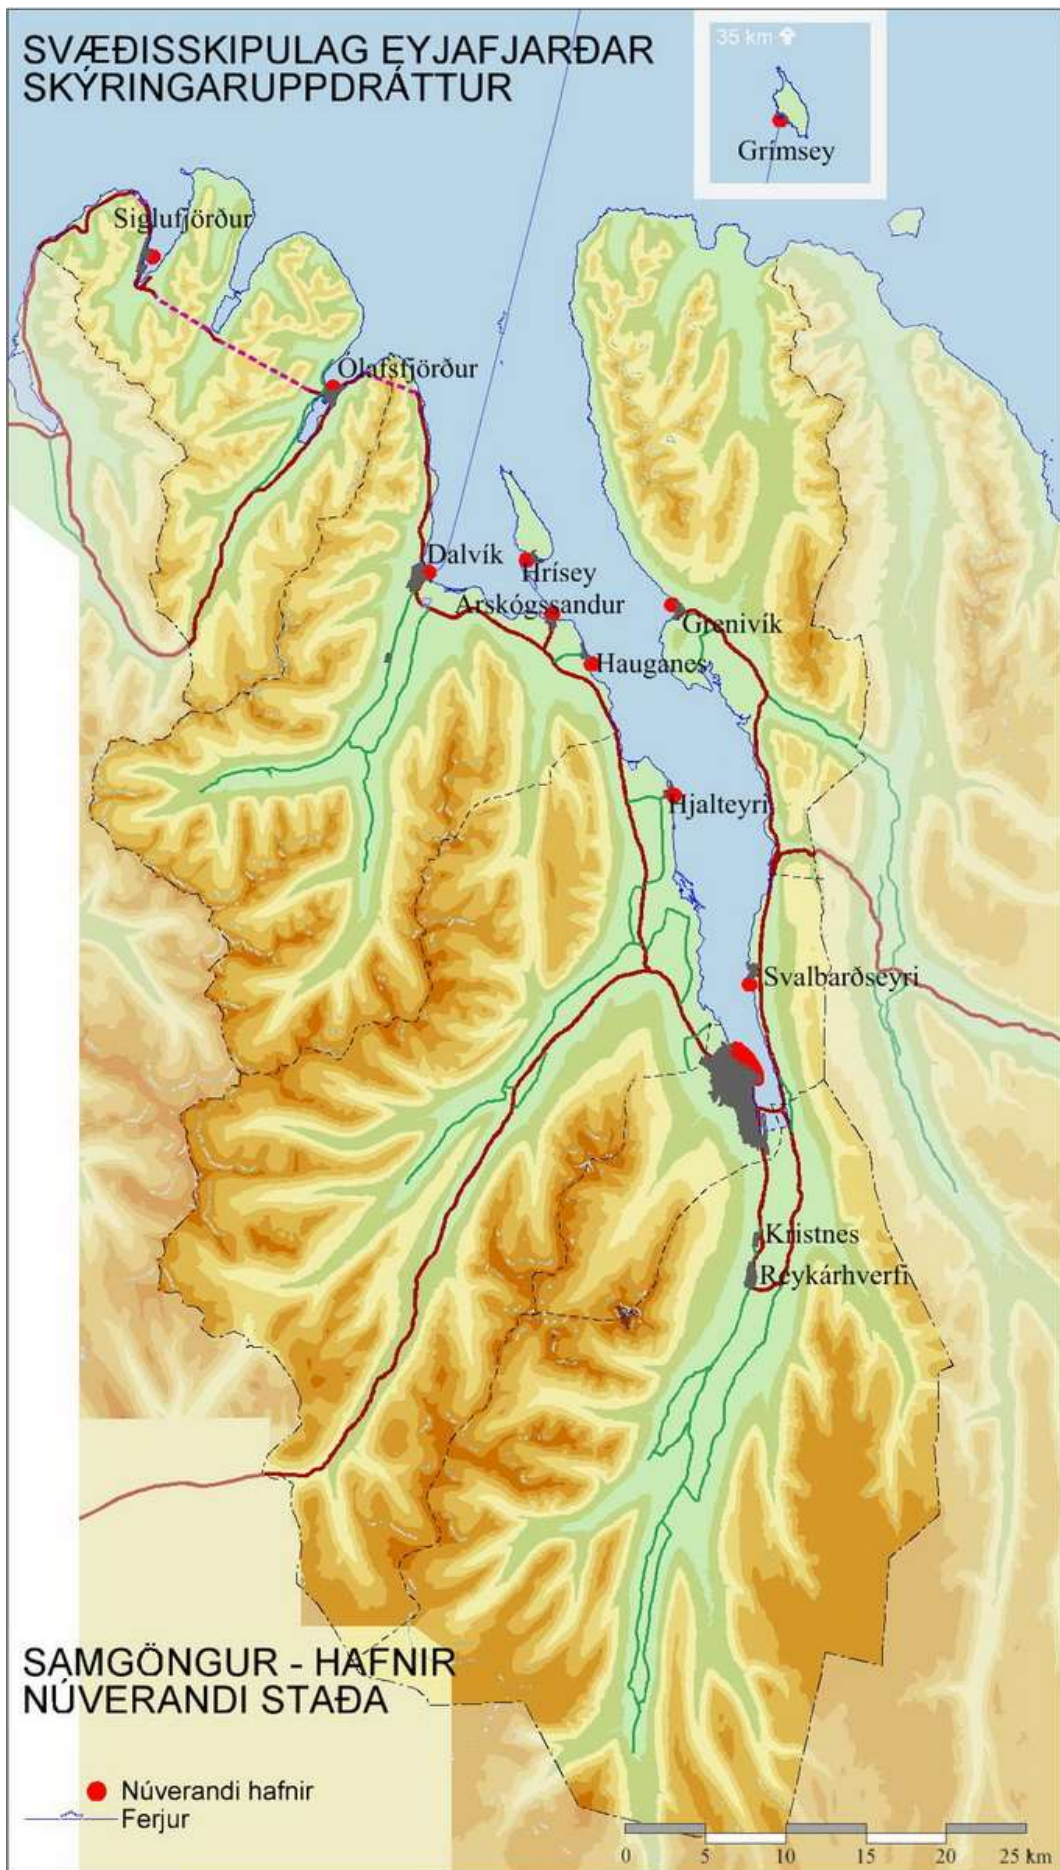 SVÆÐISSKIPULAG EYJAFJARÐAR
SKÝRINGARUPPDRÁTTUR
35 km
Grímsey
Siglufjörður
Ólafsfjörður
Dalvík
Hrísey
Arskógssandur
Grenivík
Hauganes
Hjalteyri
Svalbarðseyri
Kristnes
Reykárhverfi
SAMGÖNGUR - HAFNIR
NÚVERANDI STAÐA
Núverandi hafnir
Ferjur
0 5 10 15 20 25 km